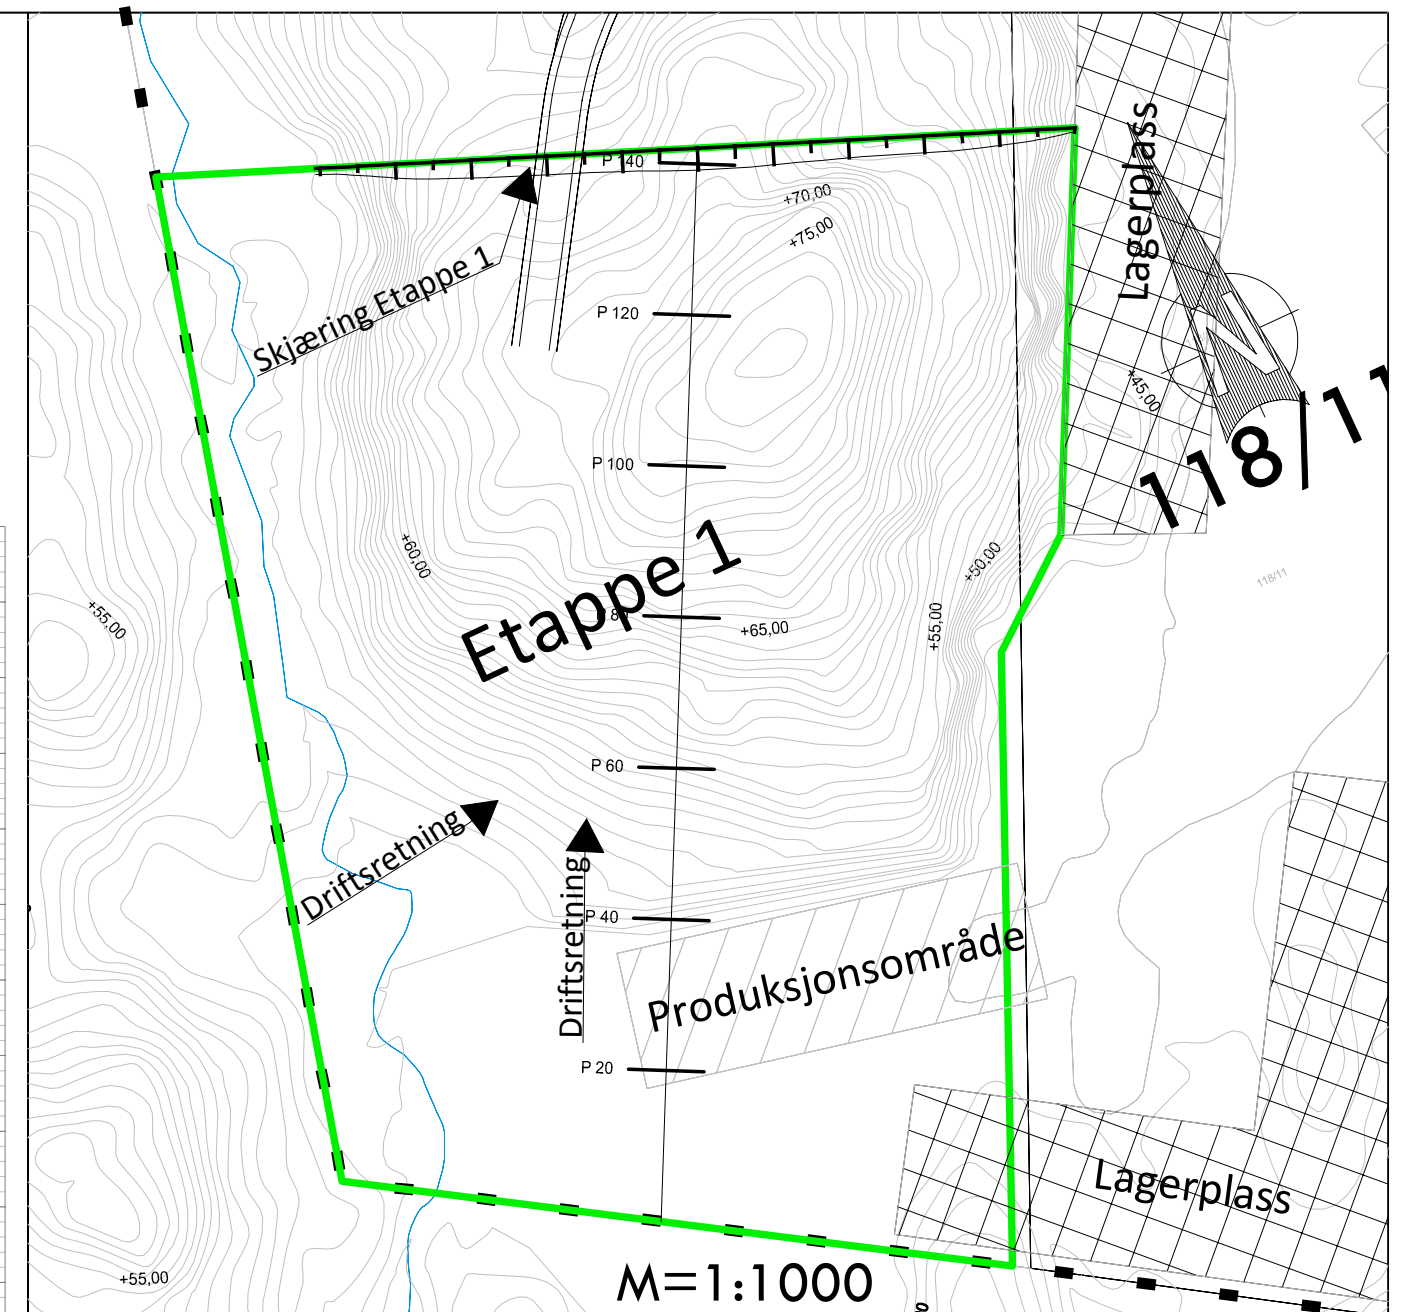 P 140
+70,00
+75,00
Lagerplass
N
Skjæring Etappe 1
P 120
+45,00
118/1
P 100
Etappe 1
+60,00
+50,00
118/11
+55,00
P 80
+65,00
+55,00
P 60
Driftsretning
Driftsretning
P 40
Produksjonsområde
P 20
Lagerplass
+55,00
M=1:1000